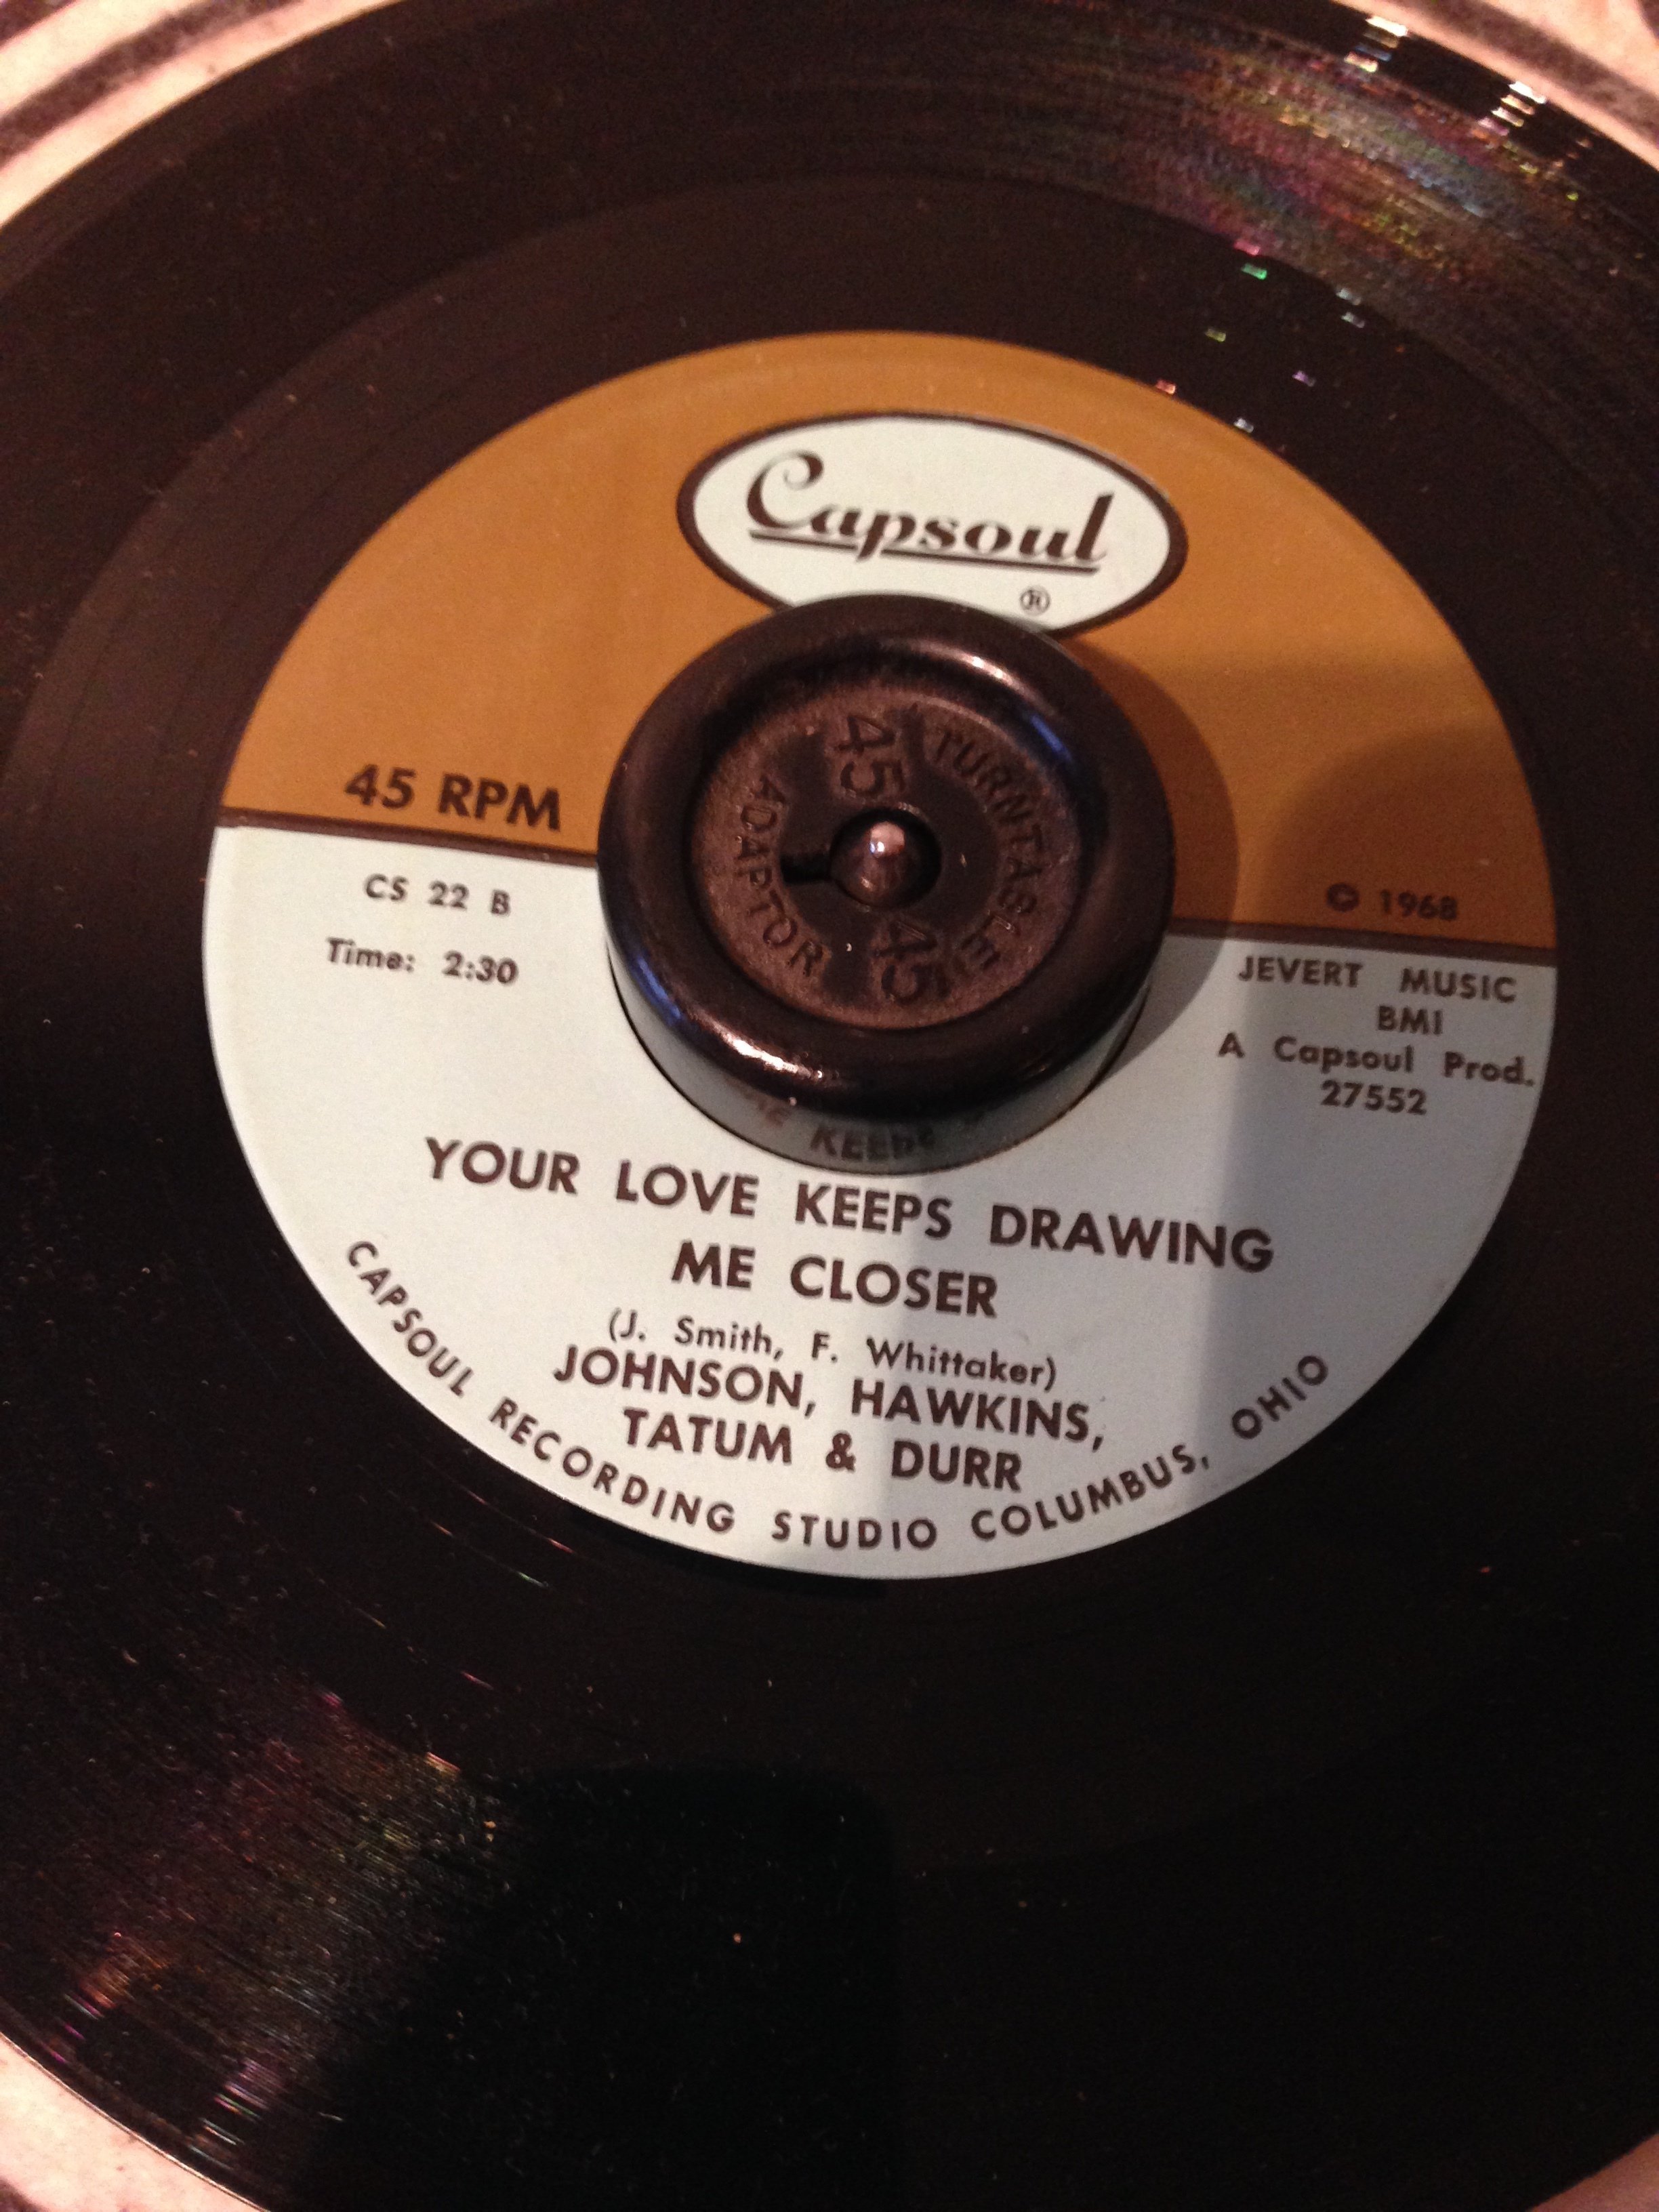 Capsoul
®
45 RPM
45
TURNTABLE
ADAPTOR
45
© 1968
CS 22 B
Time: 2:30
JEVERT MUSIC
BMI
A Capsoul Prod.
27552
YOUR LOVE KEEPS DRAWING
ME CLOSER
(J. Smith, F. Whittaker)
JOHNSON, HAWKINS,
TATUM & DURR
CAPSOUL RECORDING STUDIO COLUMBUS, OHIO